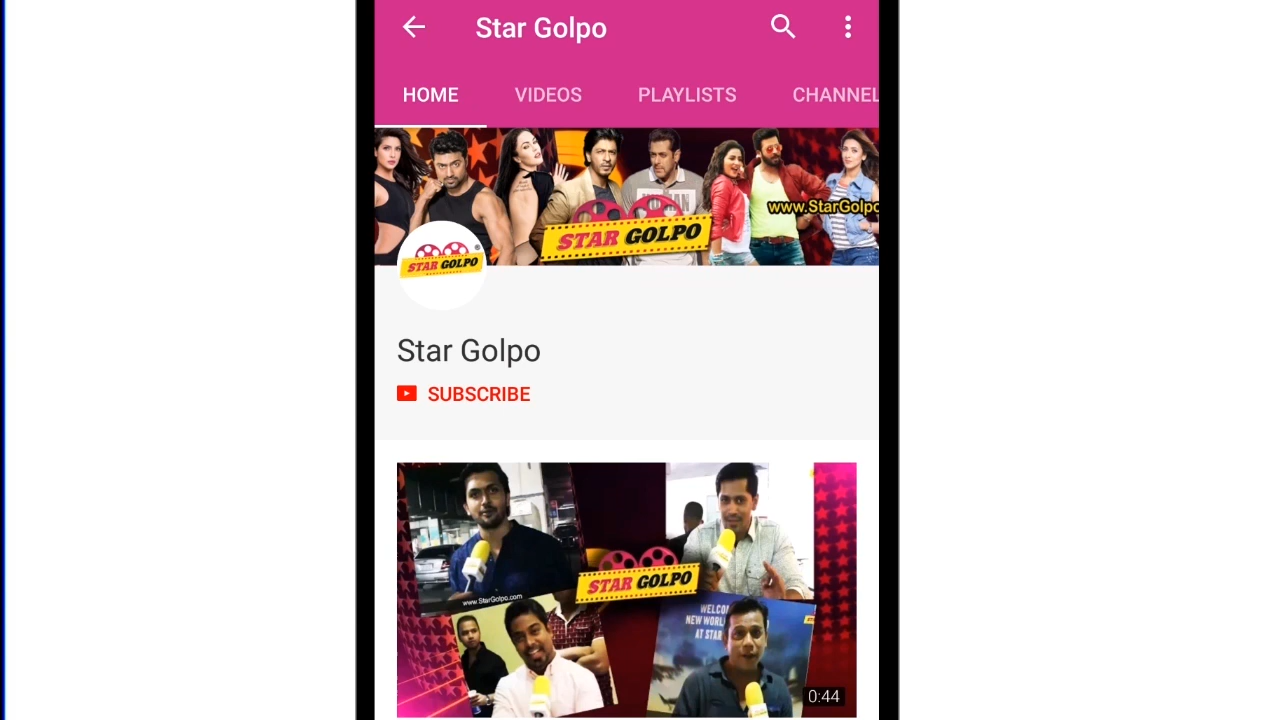 Star Golpo
HOME VIDEOS PLAYLISTS CHANNEL
www.StarGolpo
STAR GOLPO
STAR GOLPO ®
Star Golpo
SUBSCRIBE
STAR GOLPO
www.StarGolpo.com
WELCO
NEW WORL
AT STAR
0:44